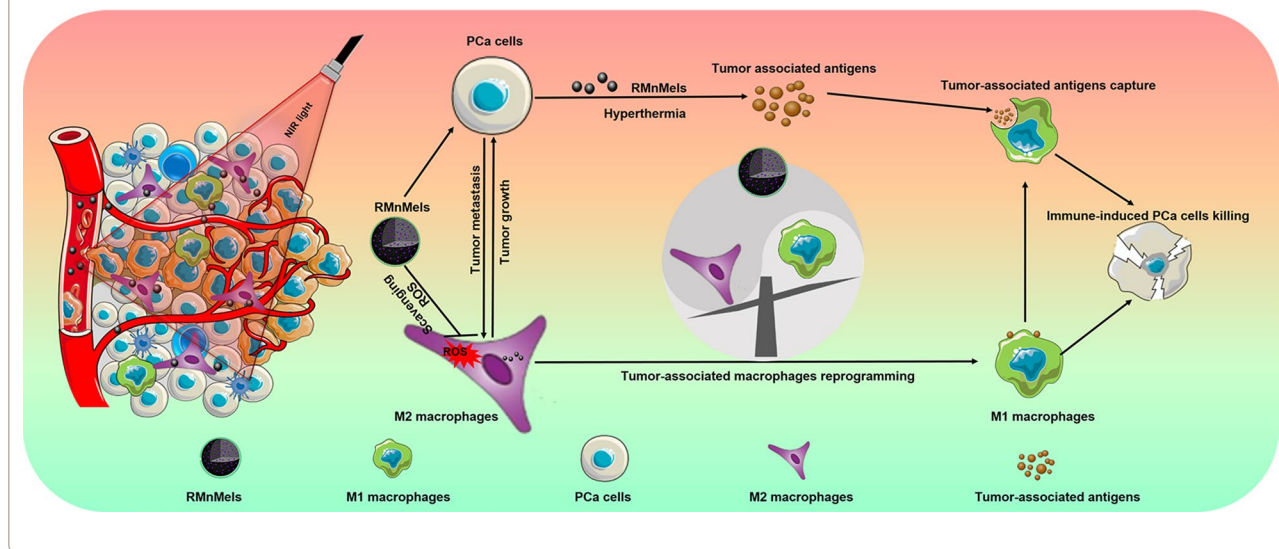 PCa cells
NIR light
RMnMels
Hyperthermia
Tumor associated antigens
Tumor-associated antigens capture
RMnMels
Tumor metastasis
Tumor growth
Scavenging
ROS
ROS
Immune-induced PCa cells killing
Tumor-associated macrophages reprogramming
M2 macrophages
M1 macrophages
RMnMels
M1 macrophages
PCa cells
M2 macrophages
Tumor-associated antigens